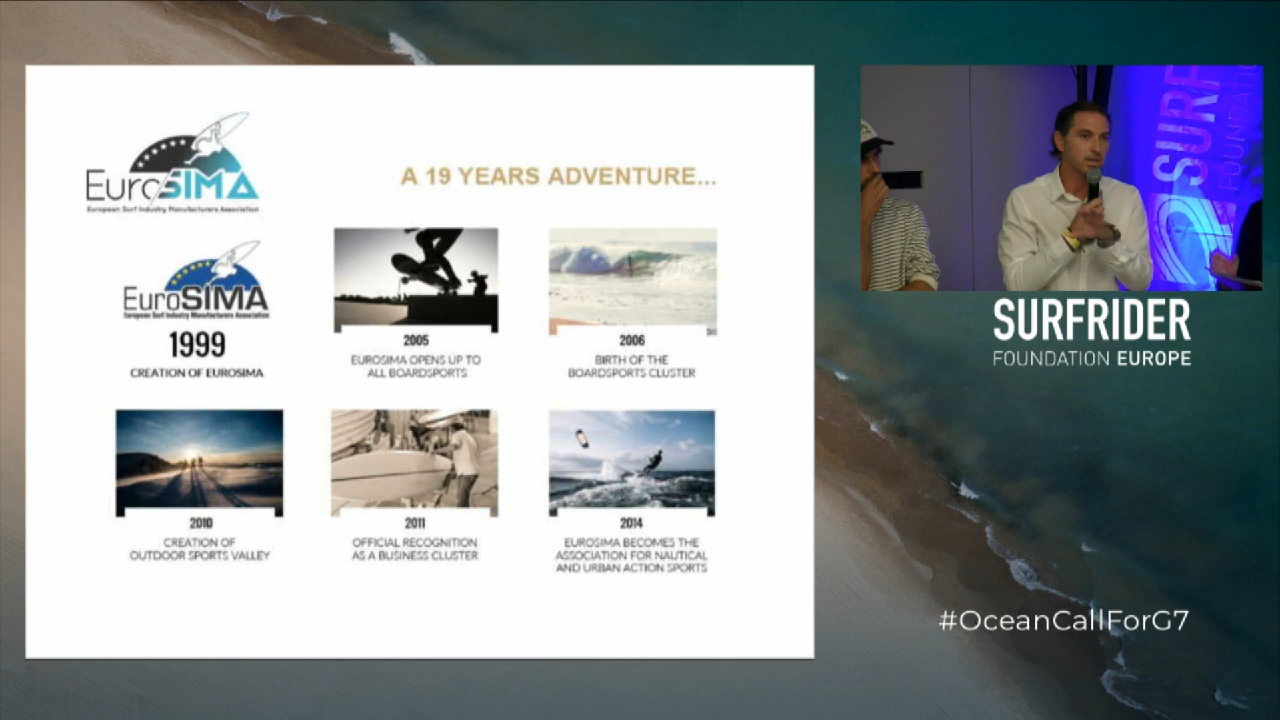 EuroSIMA
European Surf Industry Manufacturers Association
A 19 YEARS ADVENTURE...
EuroSIMA
European Surf Industry Manufacturers Association
1999
CREATION OF EUROSIMA
2005
EUROSIMA OPENS UP TO
ALL BOARDSPORTS
2006
BIRTH OF THE
BOARDSPORTS CLUSTER
2010
CREATION OF
OUTDOOR SPORTS VALLEY
2011
OFFICIAL RECOGNITION
AS A BUSINESS CLUSTER
2014
EUROSIMA BECOMES THE
ASSOCIATION FOR NAUTICAL
AND URBAN ACTION SPORTS
SURF
FOUNDATIO
SURFRIDER
FOUNDATION EUROPE
#OceanCallForG7